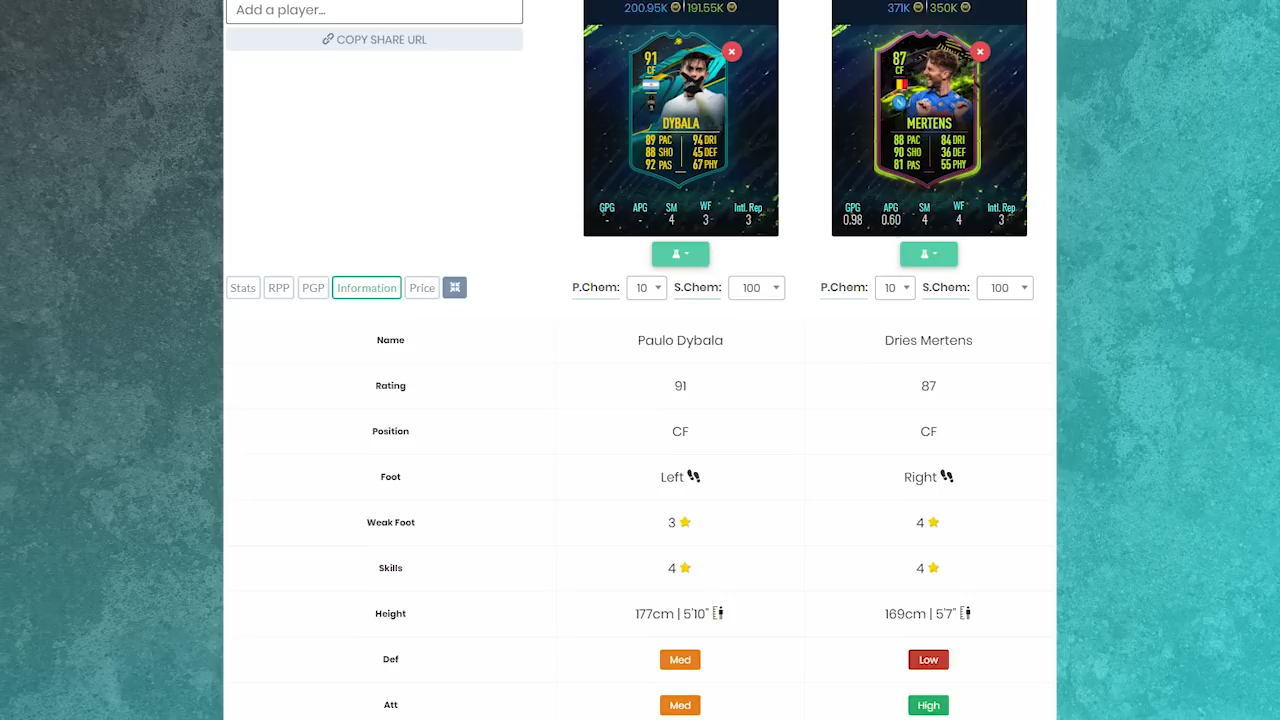 Add a player...
COPY SHARE URL
200.95K 191.55K
371K 350K
91
CF
DYBALA
89 PAC 94 DRI
88 SHO 45 DEF
92 PAS 67 PHY
GPG APG SM WF Intl. Rep
- - 4 3 3
87
CF
MERTENS
88 PAC 84 DRI
90 SHO 36 DEF
81 PAS 55 PHY
GPG APG SM WF Intl. Rep
0.98 0.60 4 4 3
Stats RPP PGP Information Price
P.Chem: 10 S.Chem: 100
P.Chem: 10 S.Chem: 100
Name Paulo Dybala Dries Mertens
Rating 91 87
Position CF CF
Foot Left Right
Weak Foot 3 4
Skills 4 4
Height 177cm | 5'10" 169cm | 5'7"
Def Med Low
Att Med High